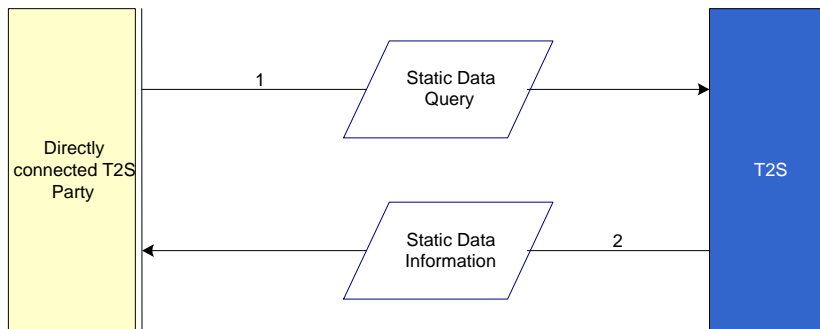 1
Static Data
Query
Directly
connected T2S
Party
T2S
Static Data
Information
2